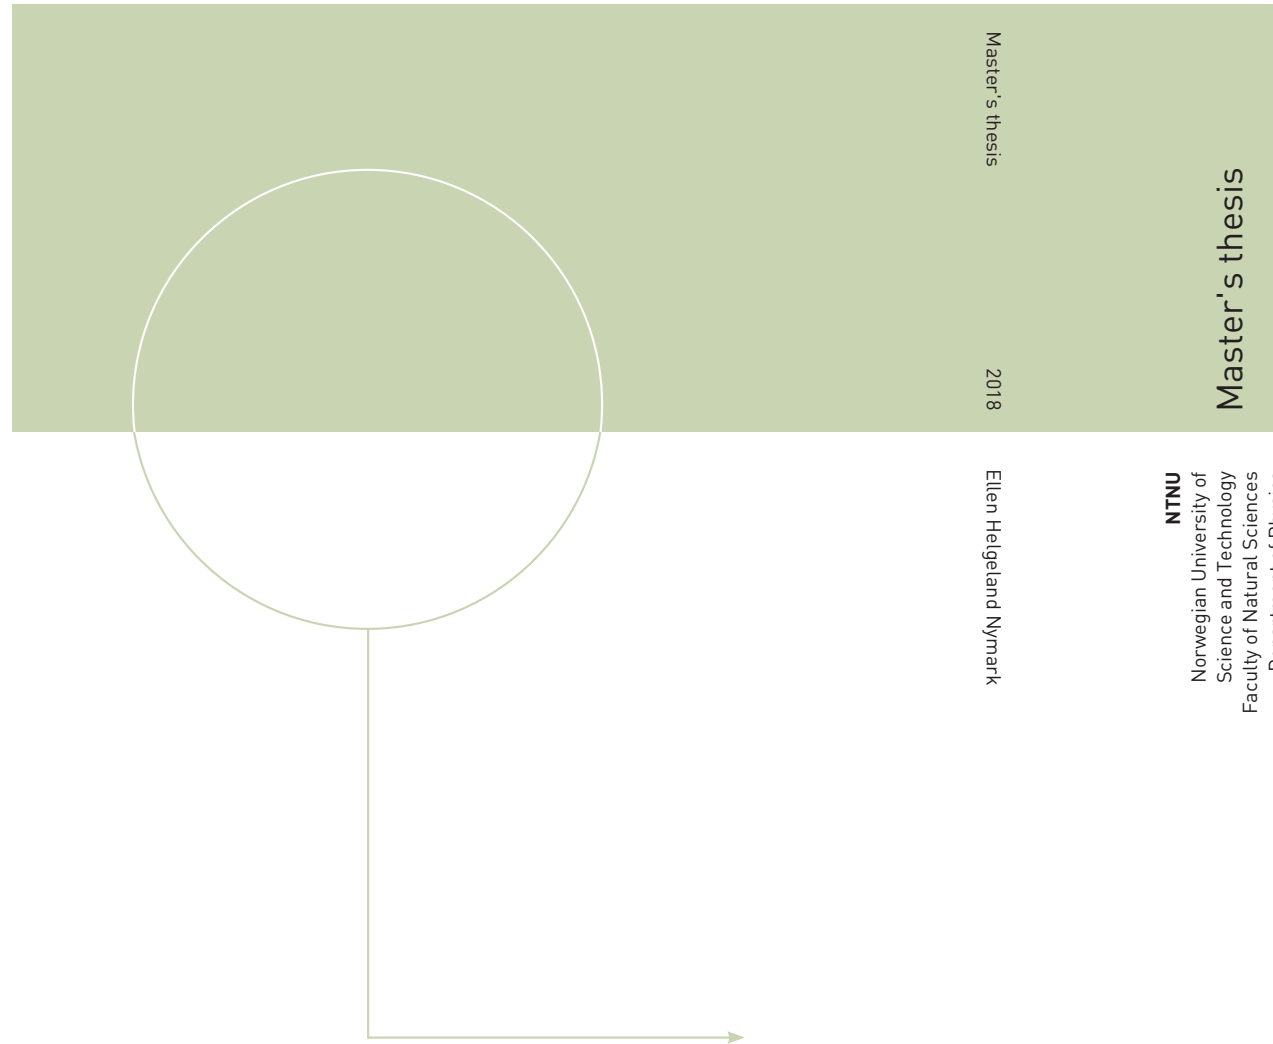 Master's thesis
2018
Ellen Helgeland Nymark
Master's thesis
NTNU
Norwegian University of
Science and Technology
Faculty of Natural Sciences